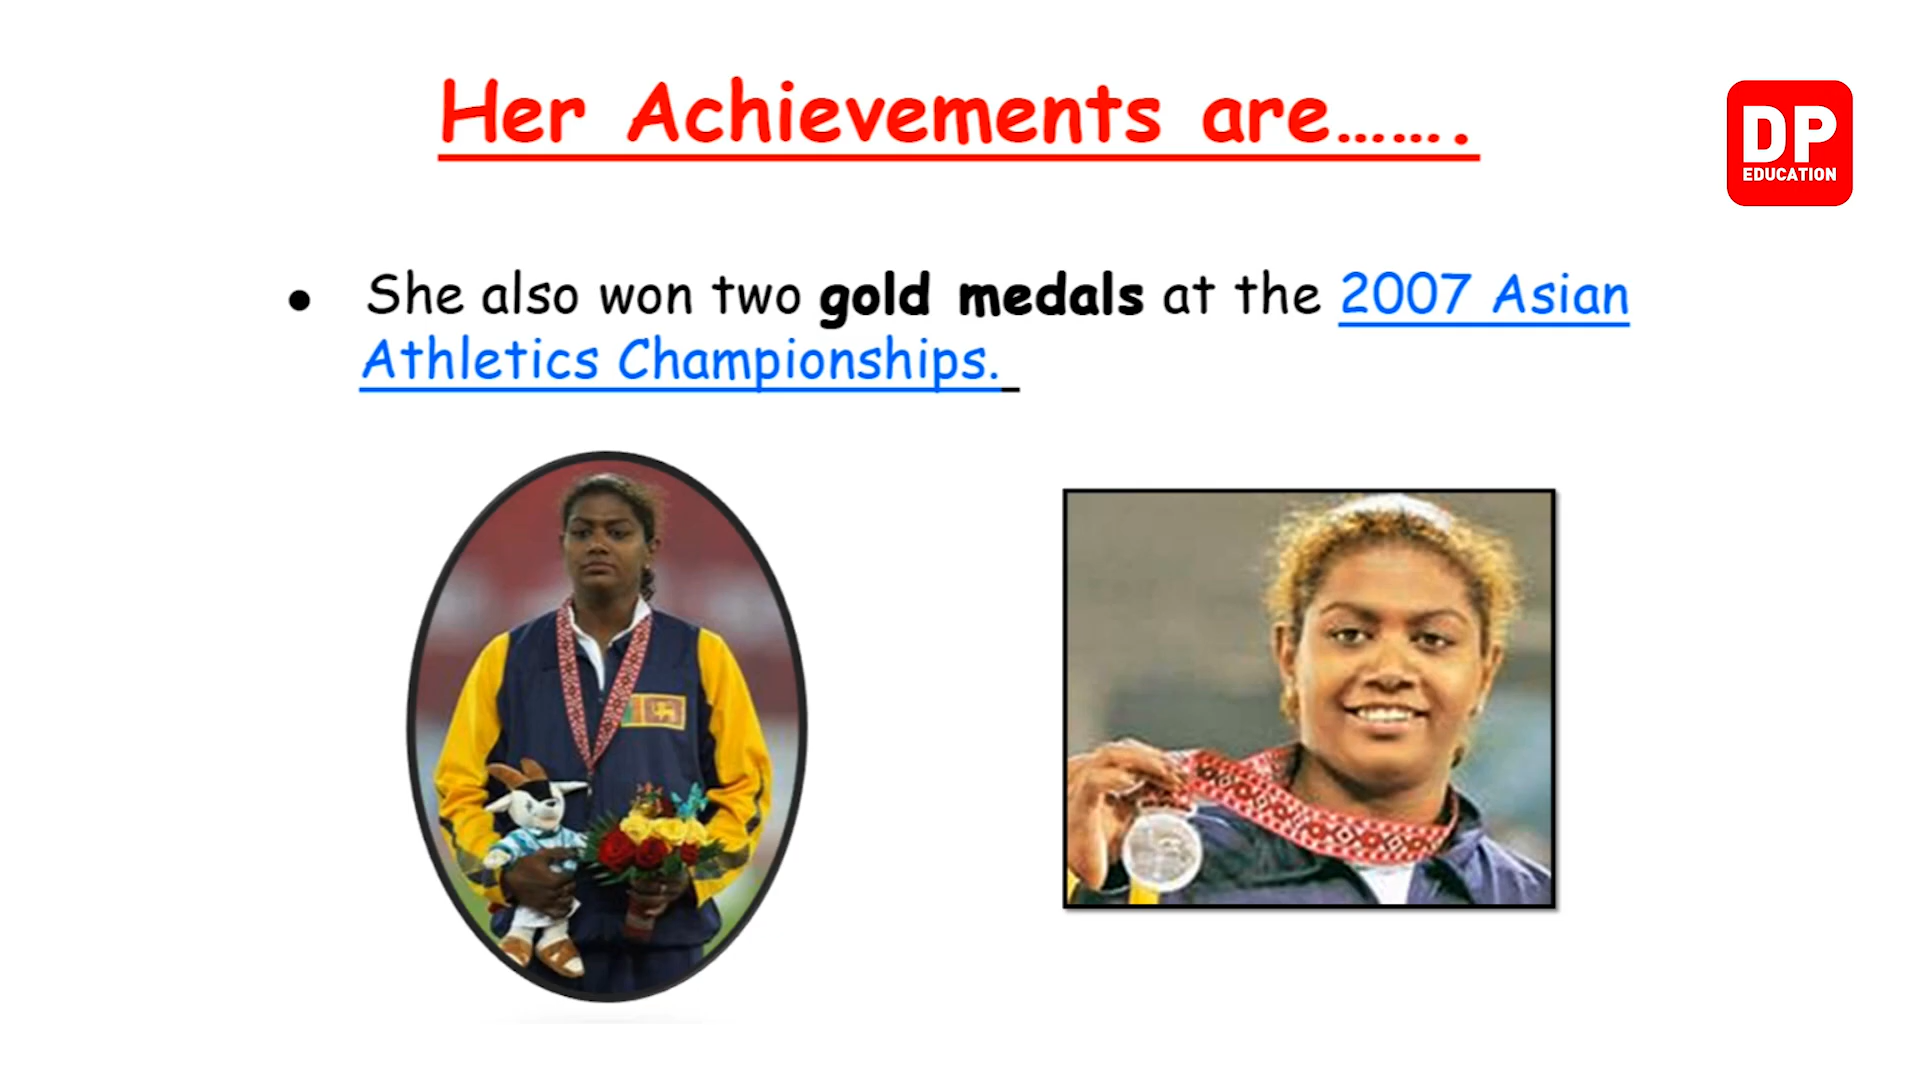 Her Achievements are…….
DP
EDUCATION
● She also won two gold medals at the 2007 Asian
Athletics Championships.